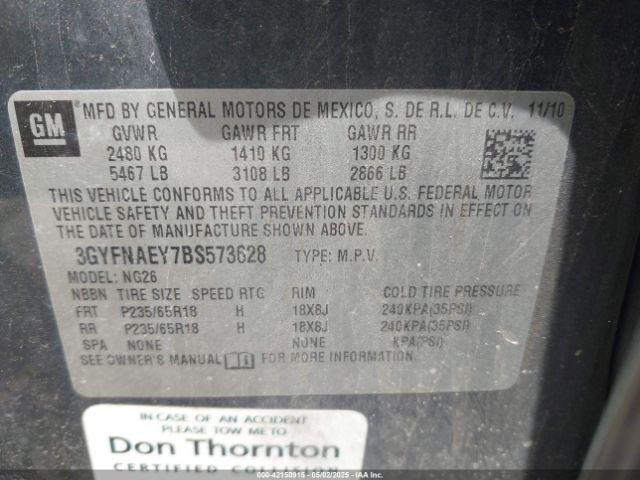 GM
MFD BY GENERAL MOTORS DE MEXICO, S. DE R.L. DE C.V. 11/10
GVWR GAWR FRT GAWR RR
2480 KG 1410 KG 1300 KG
5467 LB 3108 LB 2866 LB
THIS VEHICLE CONFORMS TO ALL APPLICABLE U.S. FEDERAL MOTOR
VEHICLE SAFETY AND THEFT PREVENTION STANDARDS IN EFFECT ON
THE DATE OF MANUFACTURE SHOWN ABOVE.
3GYFNAEY7BS573628 TYPE: M.P.V.
MODEL: NG26
NBBN TIRE SIZE SPEED RTG RIM COLD TIRE PRESSURE
FRT P235/65R18 H 18X8J 240KPA(35PSI)
RR P235/65R18 H 18X8J 240KPA(35PSI)
SPA NONE NONE KPA(PSI)
SEE OWNER'S MANUAL FOR MORE INFORMATION
IN CASE OF AN ACCIDENT
PLEASE TOW ME TO
Don Thornton
CERTIFIED COLLISION
000-42150915 - 05/02/2025 - IAAI.COM